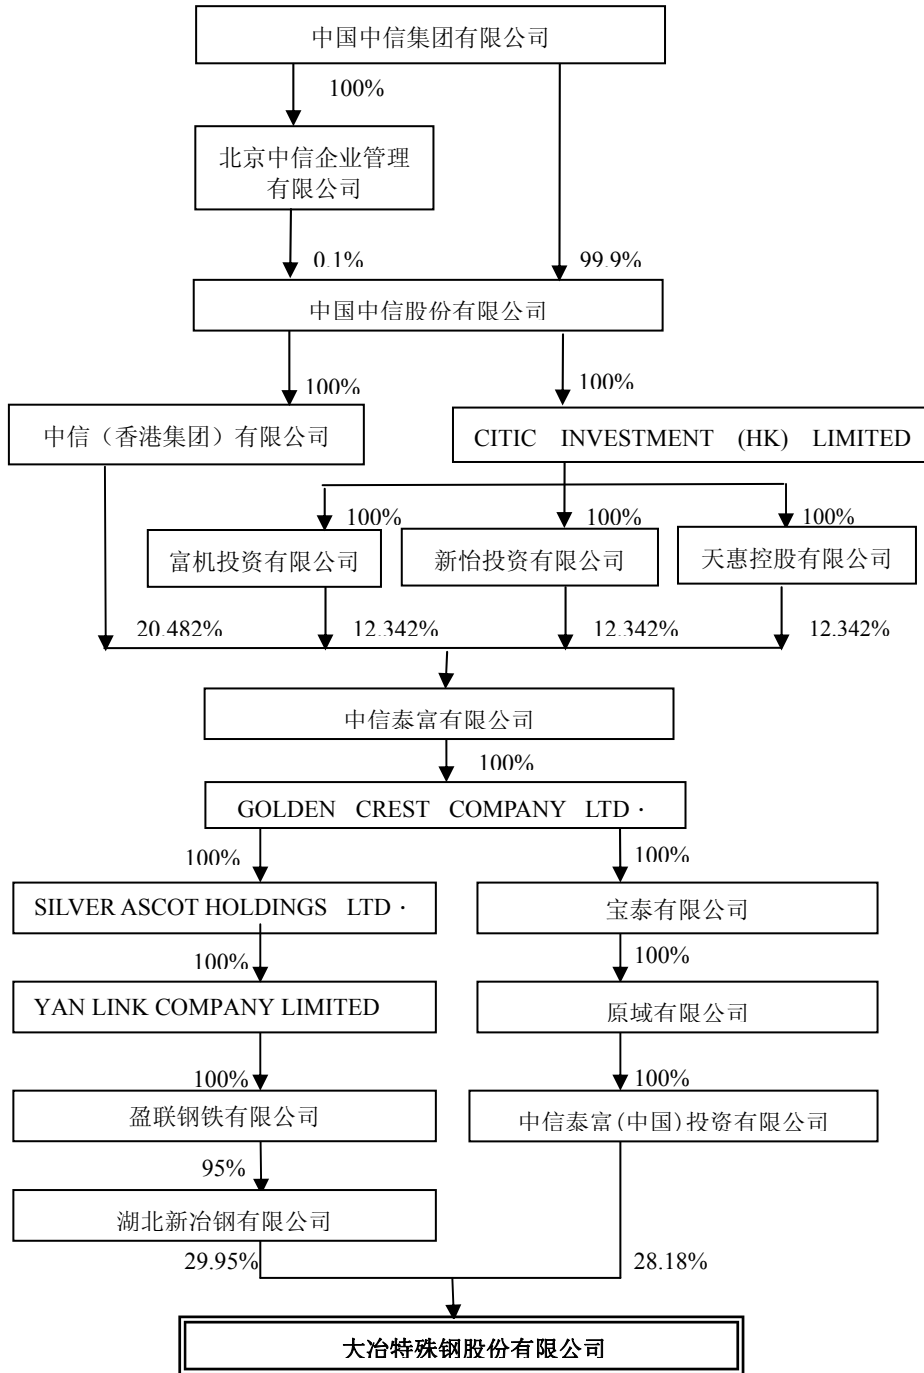 中国中信集团有限公司
100%
北京中信企业管理
有限公司
0.1%
99.9%
中国中信股份有限公司
100%
100%
中信（香港集团）有限公司
CITIC INVESTMENT (HK) LIMITED
100%
100%
100%
富机投资有限公司
新怡投资有限公司
天惠控股有限公司
20.482%
12.342%
12.342%
12.342%
中信泰富有限公司
100%
GOLDEN CREST COMPANY LTD·
100%
100%
SILVER ASCOT HOLDINGS LTD·
宝泰有限公司
100%
100%
YAN LINK COMPANY LIMITED
原域有限公司
100%
100%
盈联钢铁有限公司
中信泰富(中国)投资有限公司
95%
湖北新冶钢有限公司
29.95%
28.18%
大冶特殊钢股份有限公司